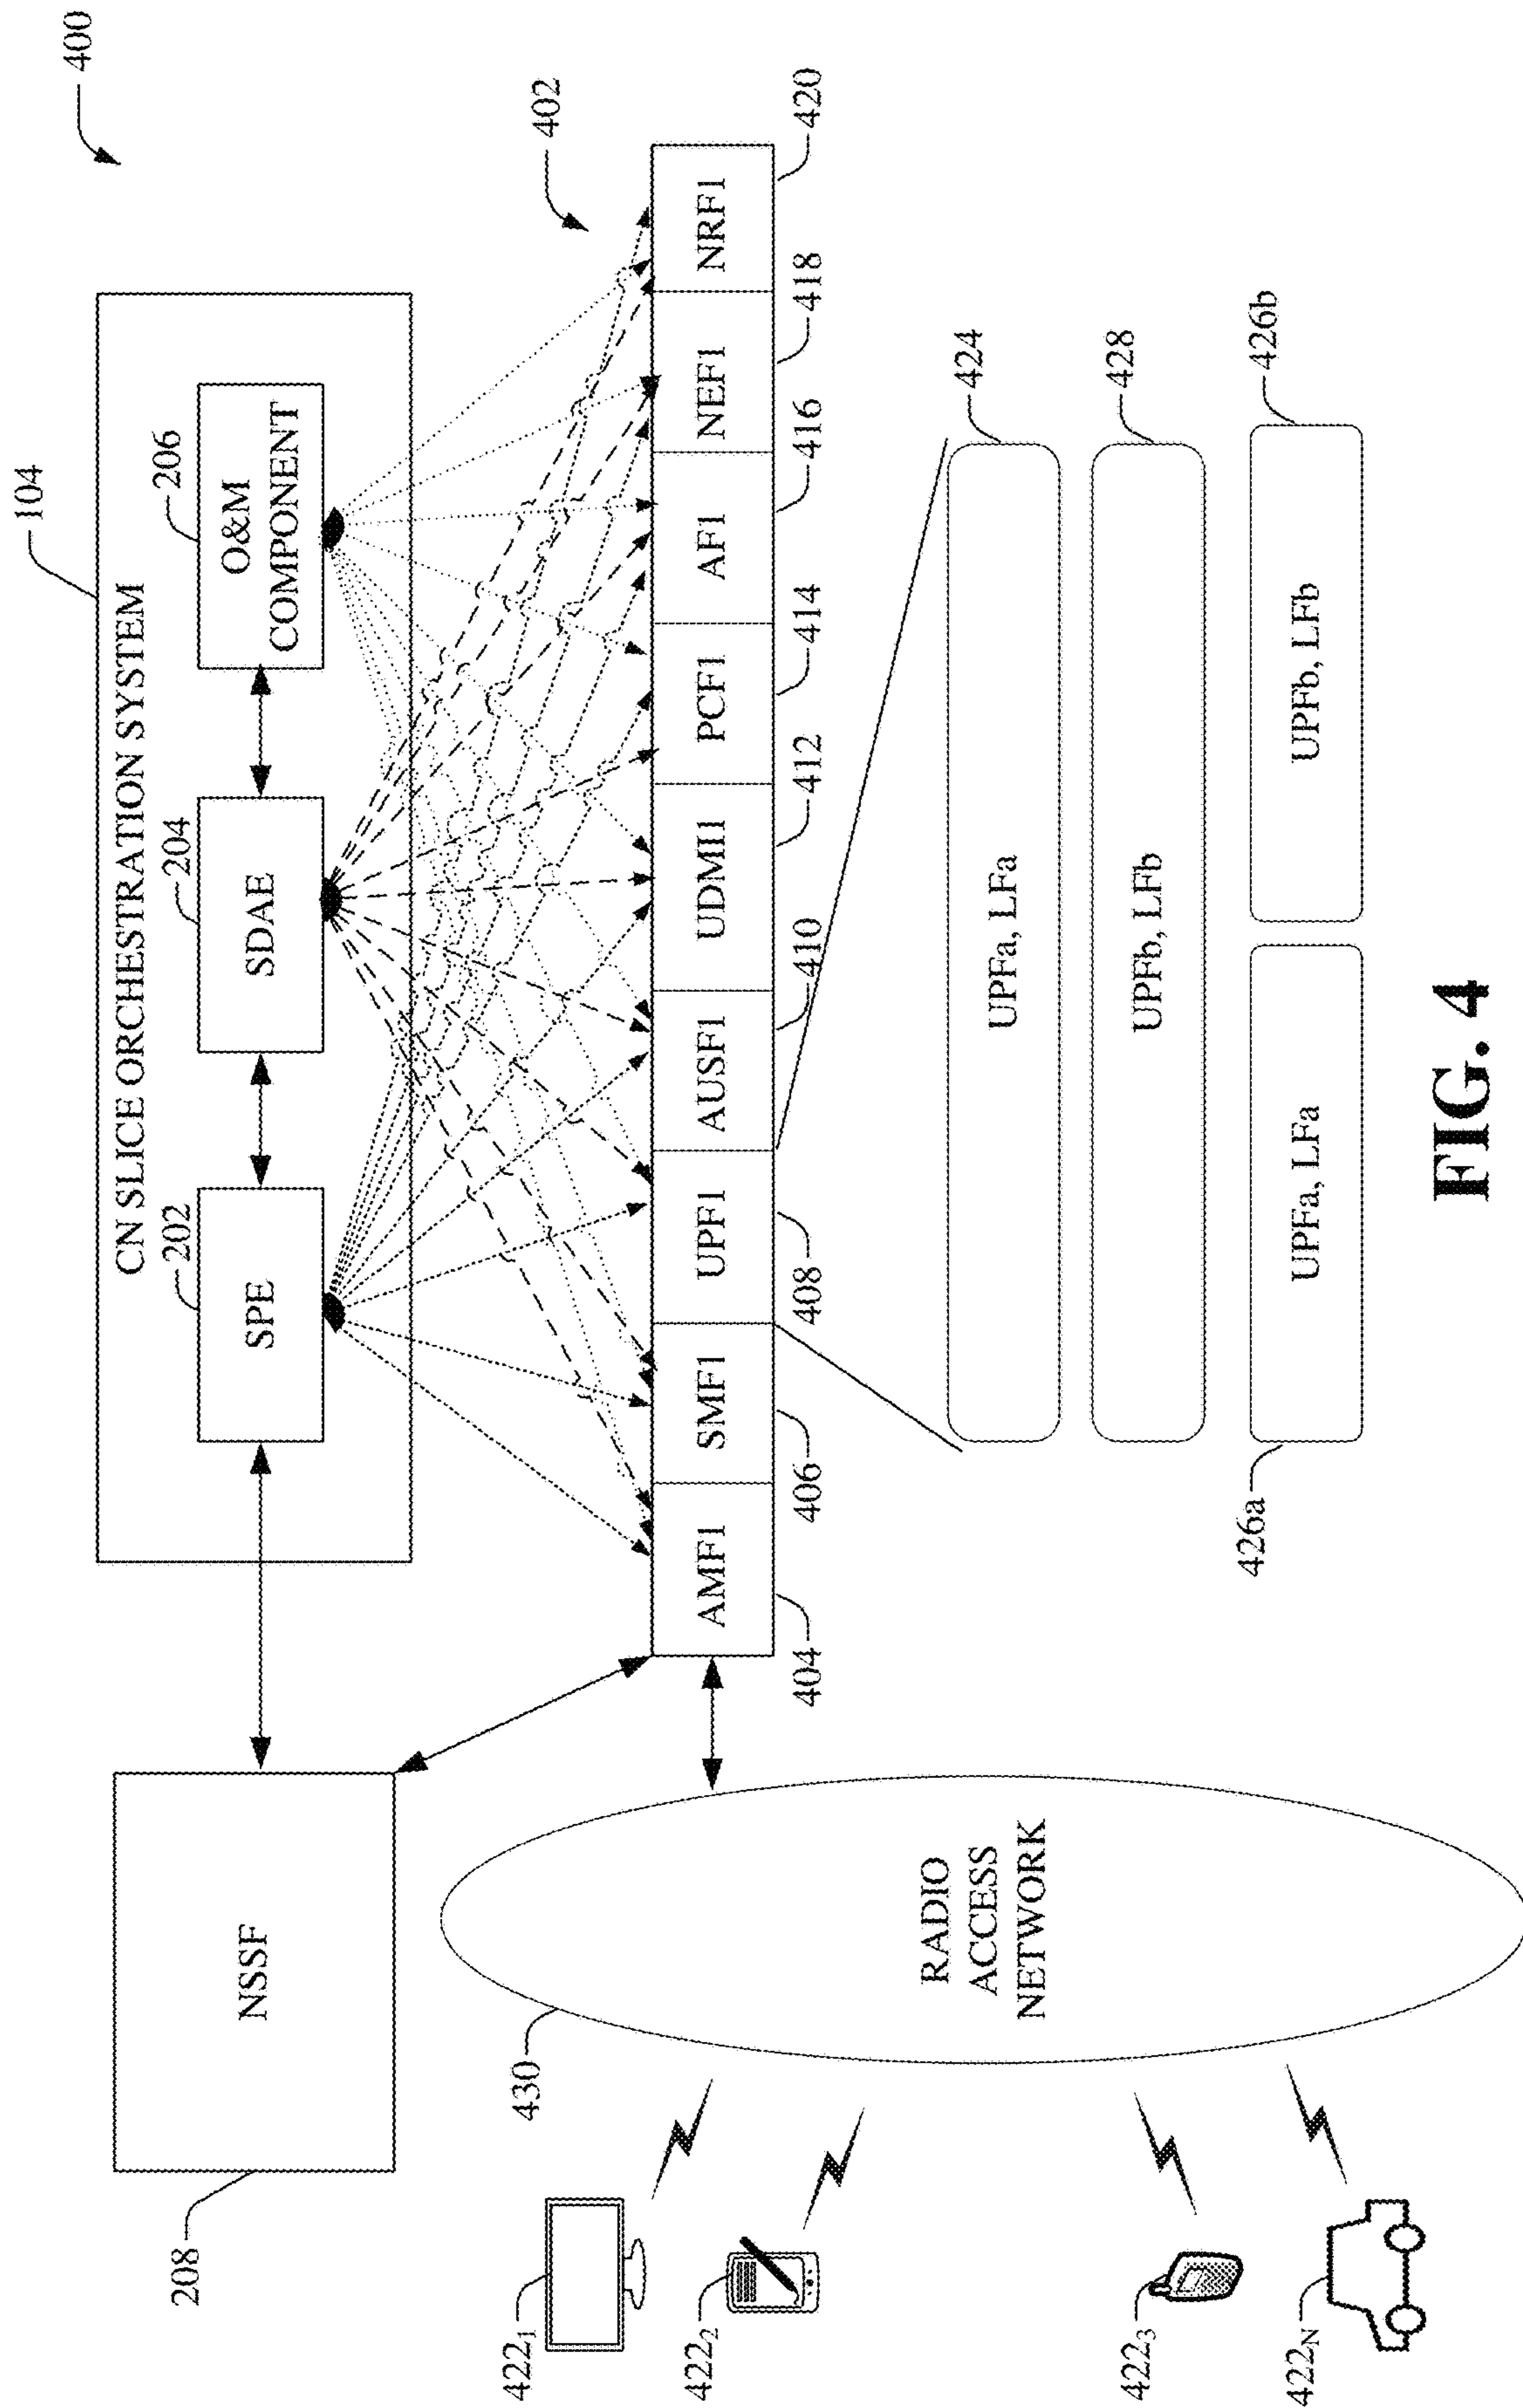 400
104
CN SLICE ORCHESTRATION SYSTEM
202
204
206
SPE
SDAE
O&M
COMPONENT
NSSF
208
402
AMF1
SMF1
UPF1
AUSF1
UDM1
PCF1
AF1
NEF1
NRF1
404
406
408
410
412
414
416
418
420
430
RADIO
ACCESS
NETWORK
422₁
422₂
422₃
422N
UPFa, LFa
424
UPFb, LFb
428
426a
UPFa, LFa
UPFb, LFb
426b
FIG. 4